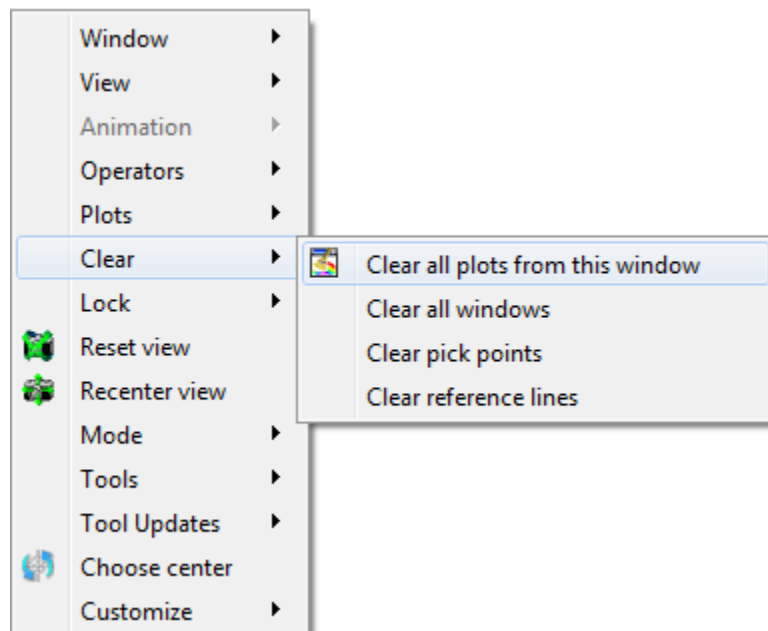 Window
View
Animation
Operators
Plots
Clear
Lock
Reset view
Recenter view
Mode
Tools
Tool Updates
Choose center
Customize
Clear all plots from this window
Clear all windows
Clear pick points
Clear reference lines